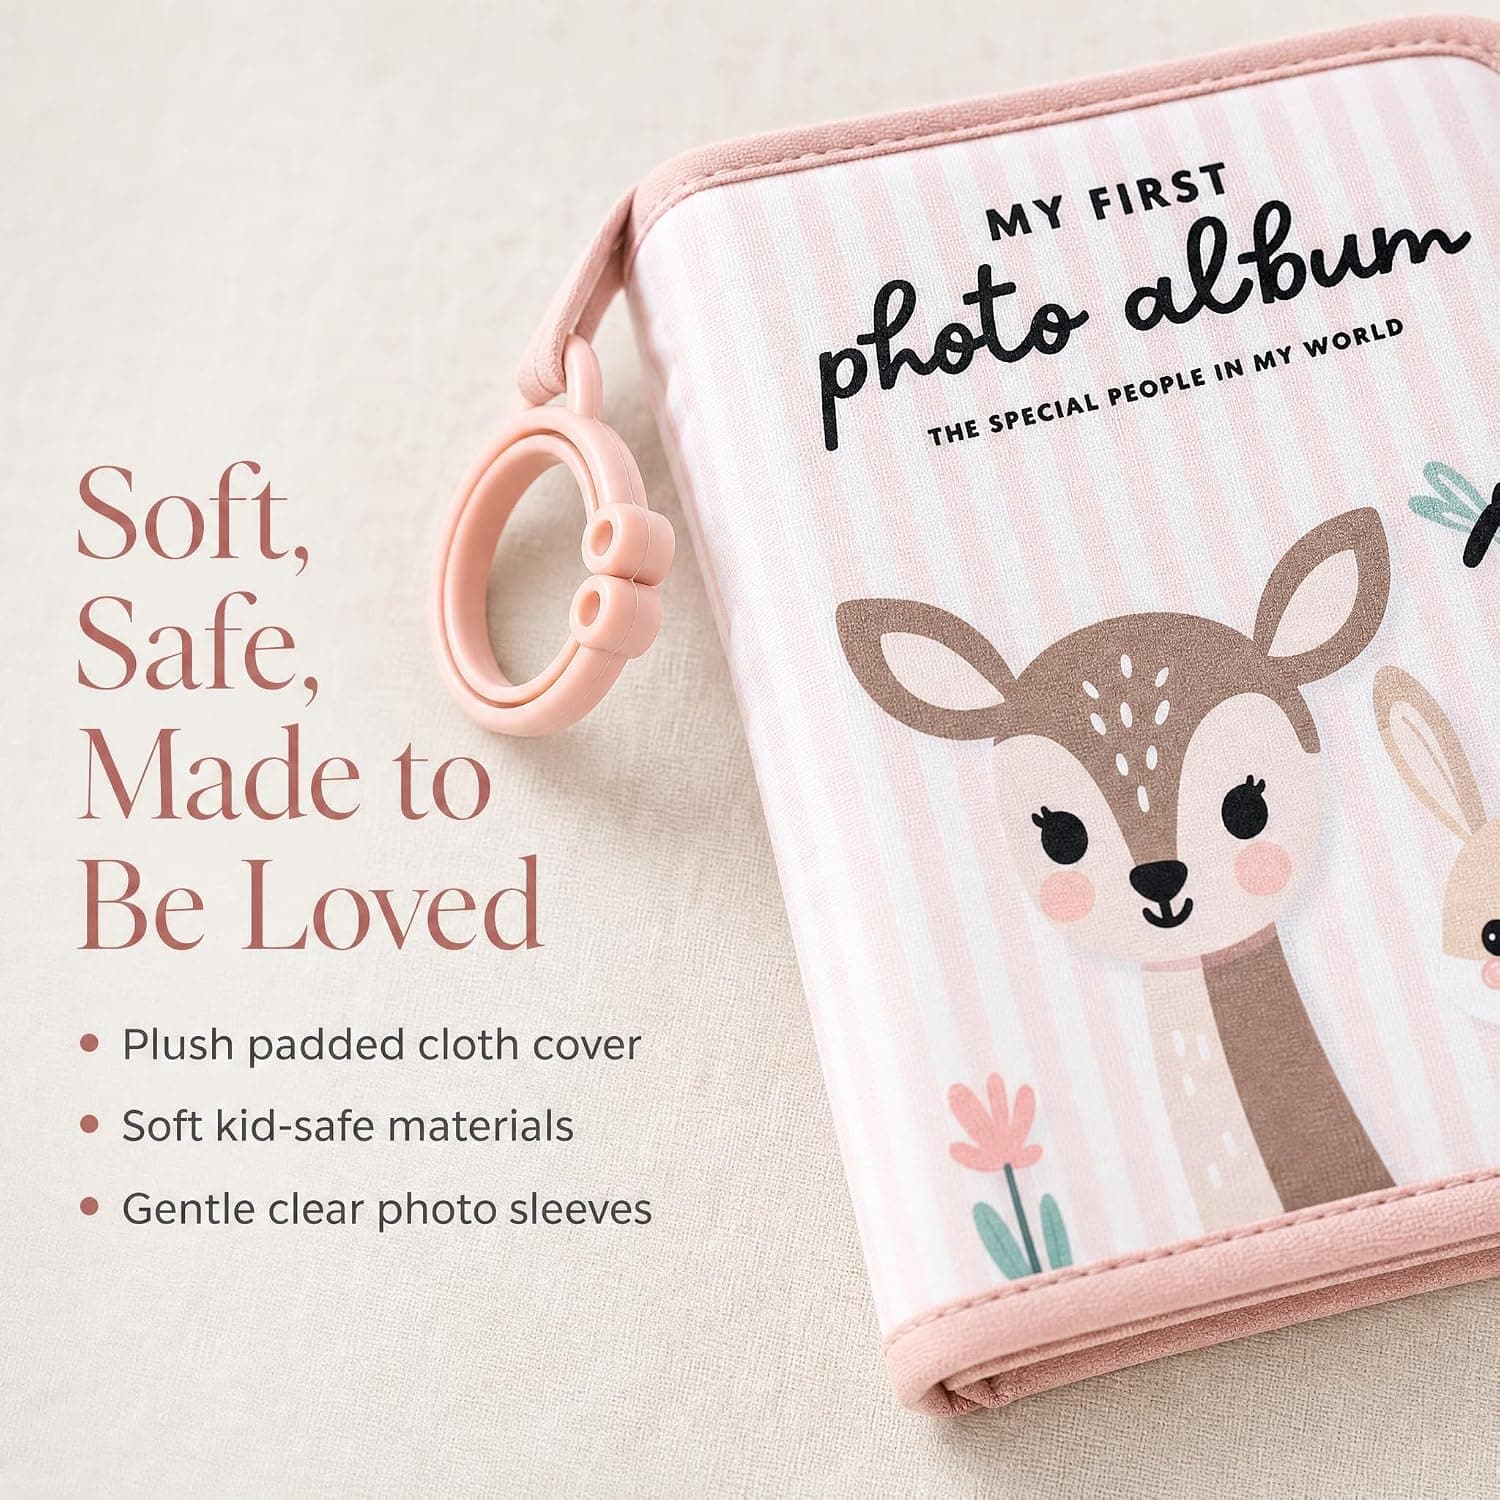 MY FIRST
photo album
THE SPECIAL PEOPLE IN MY WORLD
Soft,
Safe,
Made to
Be Loved
Plush padded cloth cover
Soft kid-safe materials
Gentle clear photo sleeves